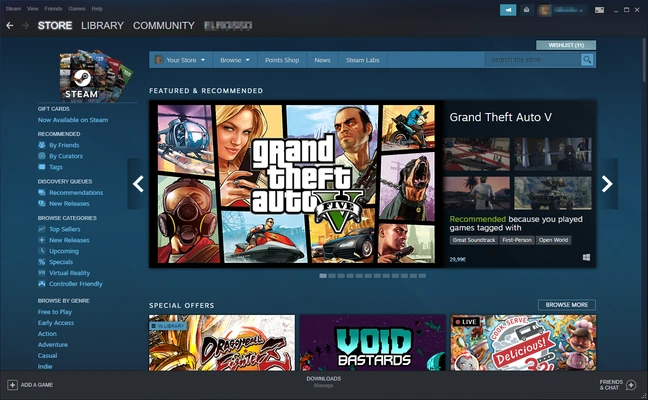 Steam View Friends Games Help
STORE LIBRARY COMMUNITY
WISHLIST (11)
Your Store Browse Points Shop News Steam Labs
search the store
STEAM
GIFT CARDS
Now Available on Steam
RECOMMENDED
By Friends
By Curators
Tags
DISCOVERY QUEUES
Recommendations
New Releases
BROWSE CATEGORIES
Top Sellers
New Releases
Upcoming
Specials
Virtual Reality
Controller Friendly
BROWSE BY GENRE
Free to Play
Early Access
Action
Adventure
Casual
Indie
FEATURED & RECOMMENDED
grand
theft
auto
V
FIVE
Grand Theft Auto V
Recommended because you played
games tagged with
Great Soundtrack First-Person Open World
29,99€
SPECIAL OFFERS
BROWSE MORE
IN LIBRARY
DRAGONBALL
FIGHTERZ
VOID
BASTARDS
LIVE
COOK, SERVE,
DELICIOUS!
ADD A GAME
DOWNLOADS
Manage
FRIENDS
& CHAT